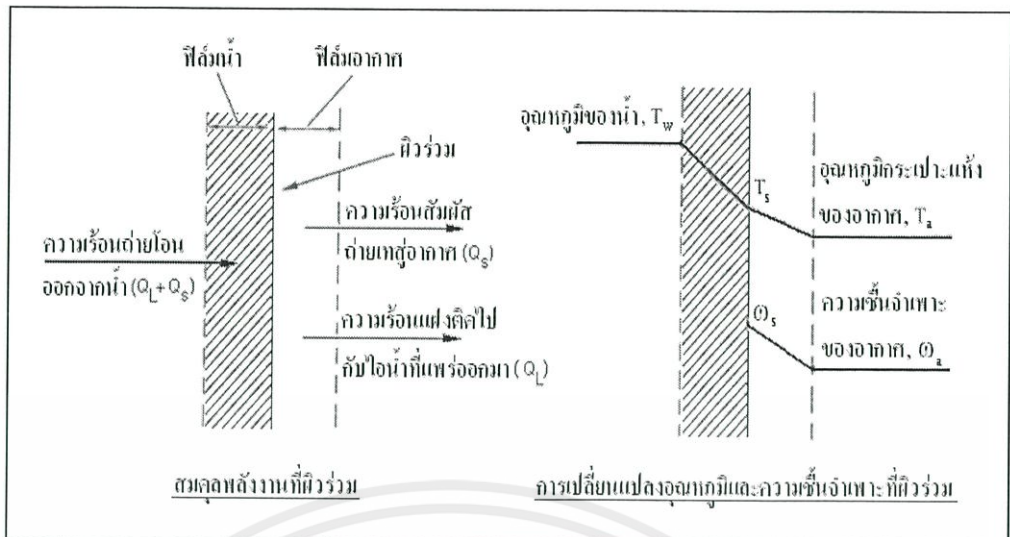 ฟิล์มน้ำ
ฟิล์มอากาศ
ผิวร่วม
ความร้อนสัมผัส
ถ่ายเทสู่อากาศ (Q_s)
ความร้อนถ่ายโอน
ออกจากน้ำ (Q_L+Q_s)
ความร้อนแฝงติดไป
กับไอน้ำที่แพร่ออกมา (Q_L)
สมดุลพลังงานที่ผิวร่วม
อุณหภูมิของน้ำ, T_w
T_s
อุณหภูมิกระเปาะแห้ง
ของอากาศ, T_a
ω_s
ความชื้นจำเพาะ
ของอากาศ, ω_a
การเปลี่ยนแปลงอุณหภูมิและความชื้นจำเพาะที่ผิวร่วม